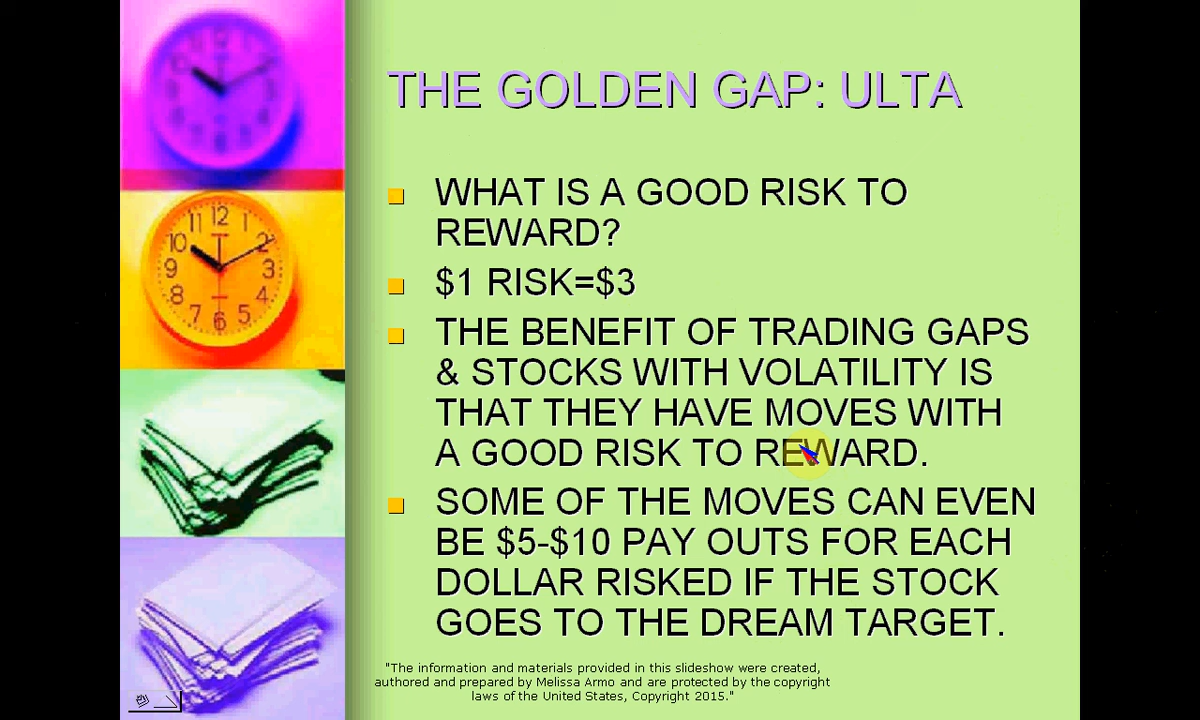 THE GOLDEN GAP: ULTA
WHAT IS A GOOD RISK TO
REWARD?
$1 RISK=$3
THE BENEFIT OF TRADING GAPS
& STOCKS WITH VOLATILITY IS
THAT THEY HAVE MOVES WITH
A GOOD RISK TO REWARD.
SOME OF THE MOVES CAN EVEN
BE $5-$10 PAY OUTS FOR EACH
DOLLAR RISKED IF THE STOCK
GOES TO THE DREAM TARGET.
"The information and materials provided in this slideshow were created,
authored and prepared by Melissa Armo and are protected by the copyright
laws of the United States, Copyright 2015."